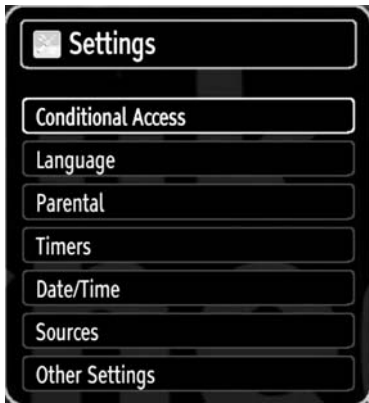 Settings
Conditional Access
Language
Parental
Timers
Date/Time
Sources
Other Settings